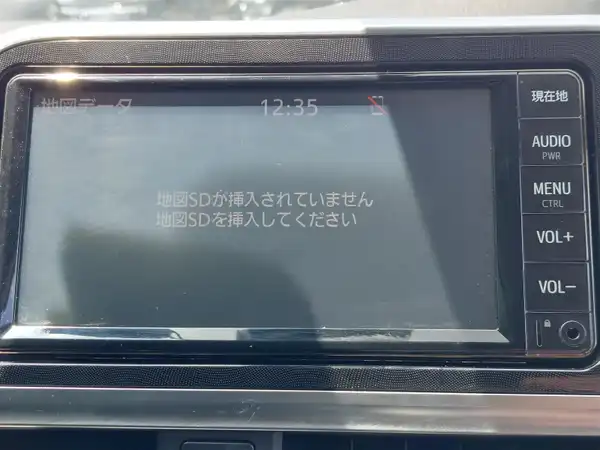 地図データ
12:35
地図SDが挿入されていません
地図SDを挿入してください
現在地
AUDIO
PWR
MENU
CTRL
VOL+
VOL−